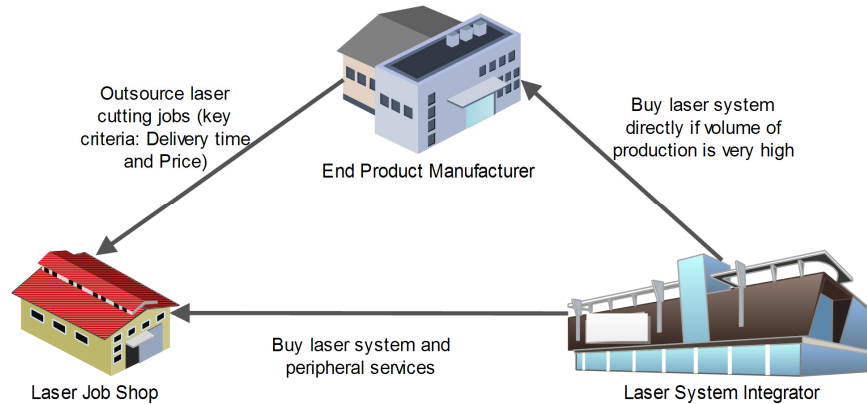 Outsource laser
cutting jobs (key
criteria: Delivery time
and Price)
End Product Manufacturer
Buy laser system
directly if volume of
production is very high
Buy laser system and
peripheral services
Laser Job Shop
Laser System Integrator